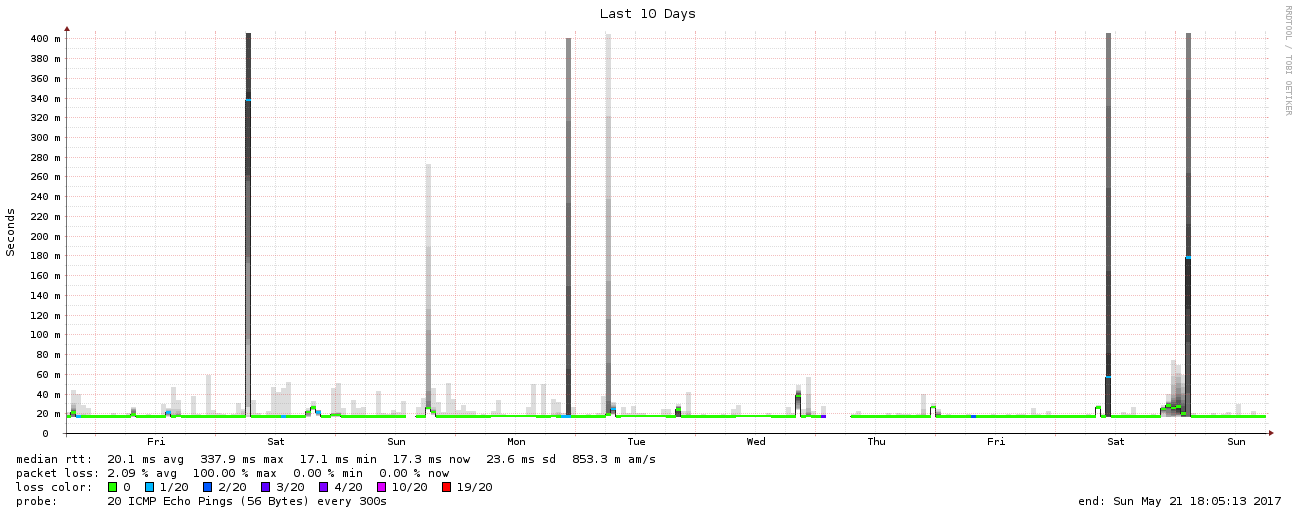 Last 10 Days
RRDTOOL / TOBI OETIKER
Seconds
400 m
380 m
360 m
340 m
320 m
300 m
280 m
260 m
240 m
220 m
200 m
180 m
160 m
140 m
120 m
100 m
80 m
60 m
40 m
20 m
0
Fri Sat Sun Mon Tue Wed Thu Fri Sat Sun
median rtt: 20.1 ms avg 337.9 ms max 17.1 ms min 17.3 ms now 23.6 ms sd 853.3 m am/s
packet loss: 2.09 % avg 100.00 % max 0.00 % min 0.00 % now
loss color: 0 1/20 2/20 3/20 4/20 10/20 19/20
probe: 20 ICMP Echo Pings (56 Bytes) every 300s
end: Sun May 21 18:05:13 2017